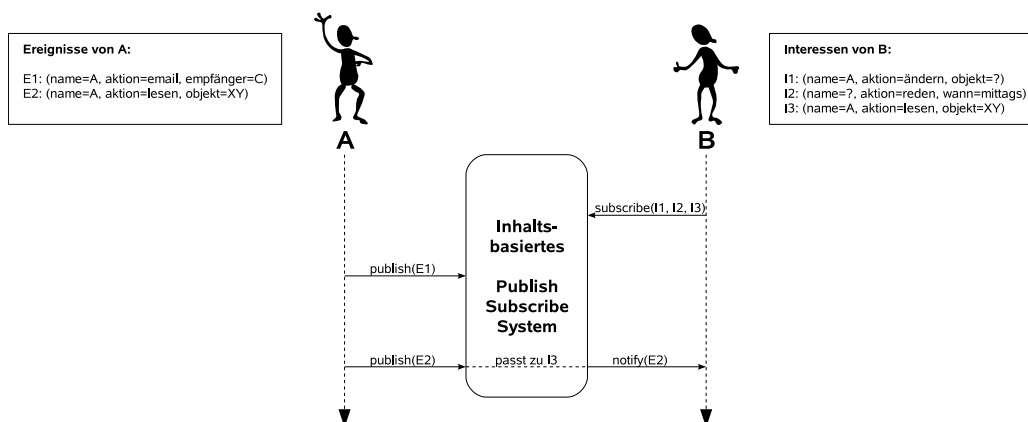 Ereignisse von A:
E1: (name=A, aktion=email, empfänger=C)
E2: (name=A, aktion=lesen, objekt=XY)
Interessen von B:
I1: (name=A, aktion=ändern, objekt=?)
I2: (name=?, aktion=reden, wann=mittags)
I3: (name=A, aktion=lesen, objekt=XY)
A
B
subscribe(I1, I2, I3)
Inhalts-
basiertes
Publish
Subscribe
System
publish(E1)
publish(E2)
passt zu I3
notify(E2)